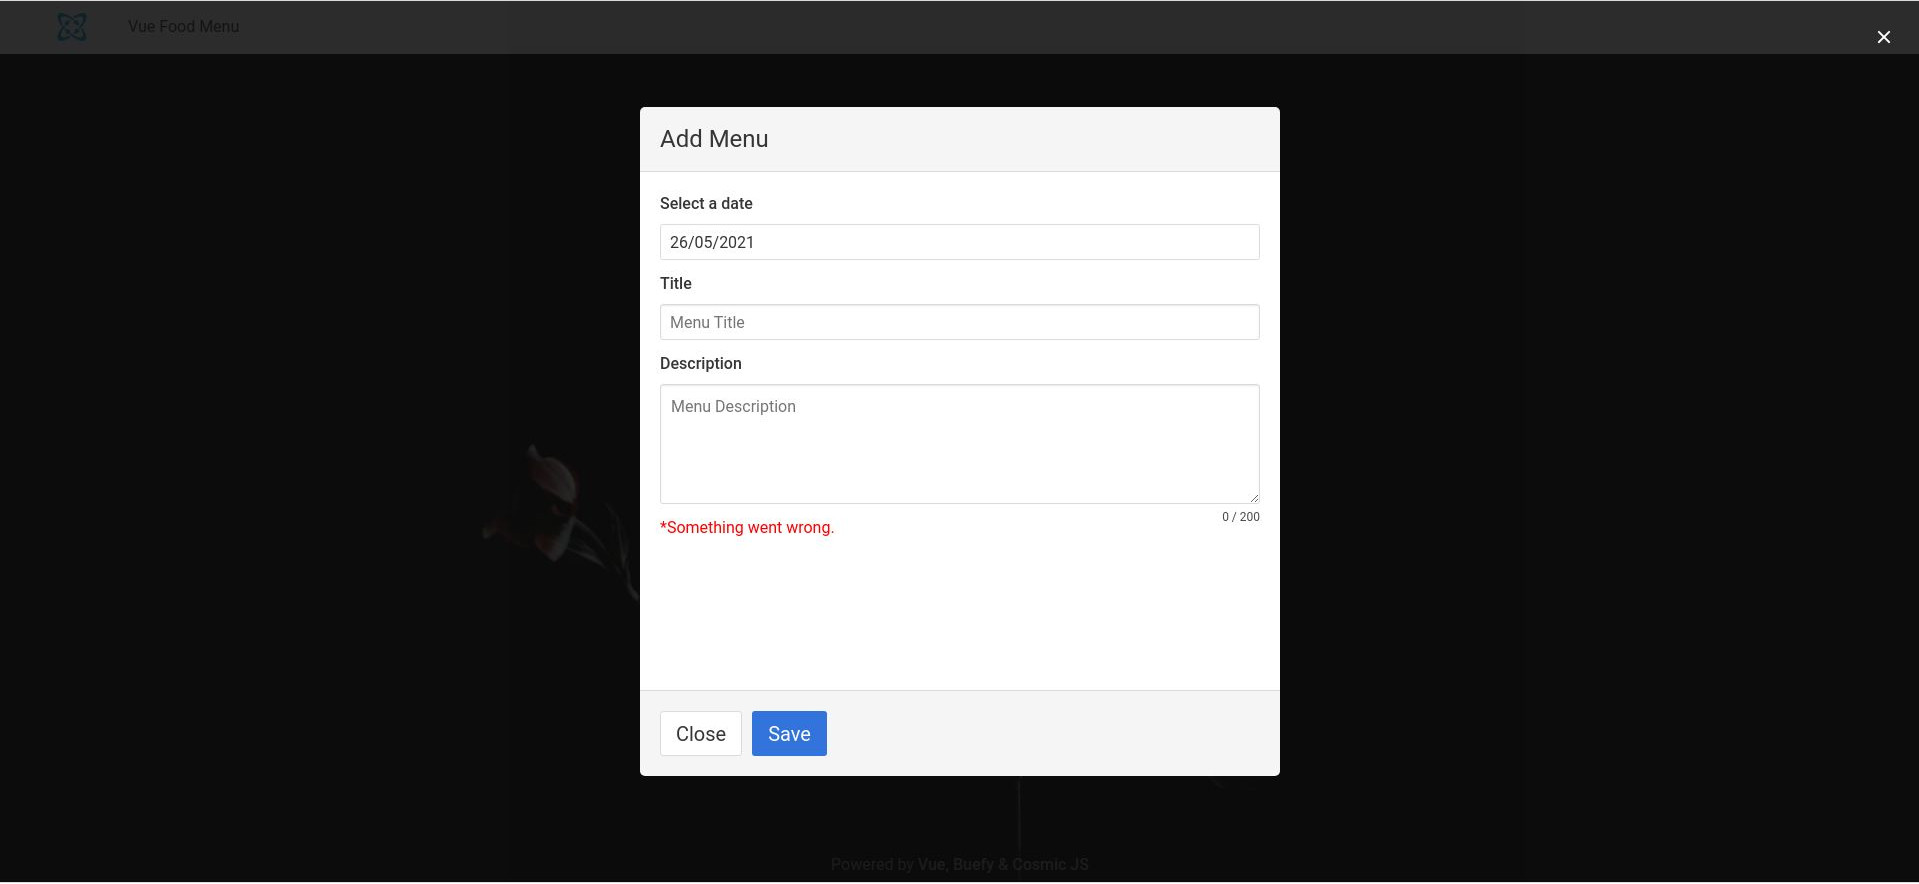 Vue Food Menu
Add Menu
Select a date
26/05/2021
Title
Menu Title
Description
Menu Description
0 / 200
*Something went wrong.
Close
Save
Powered by Vue, Buefy & Cosmic JS